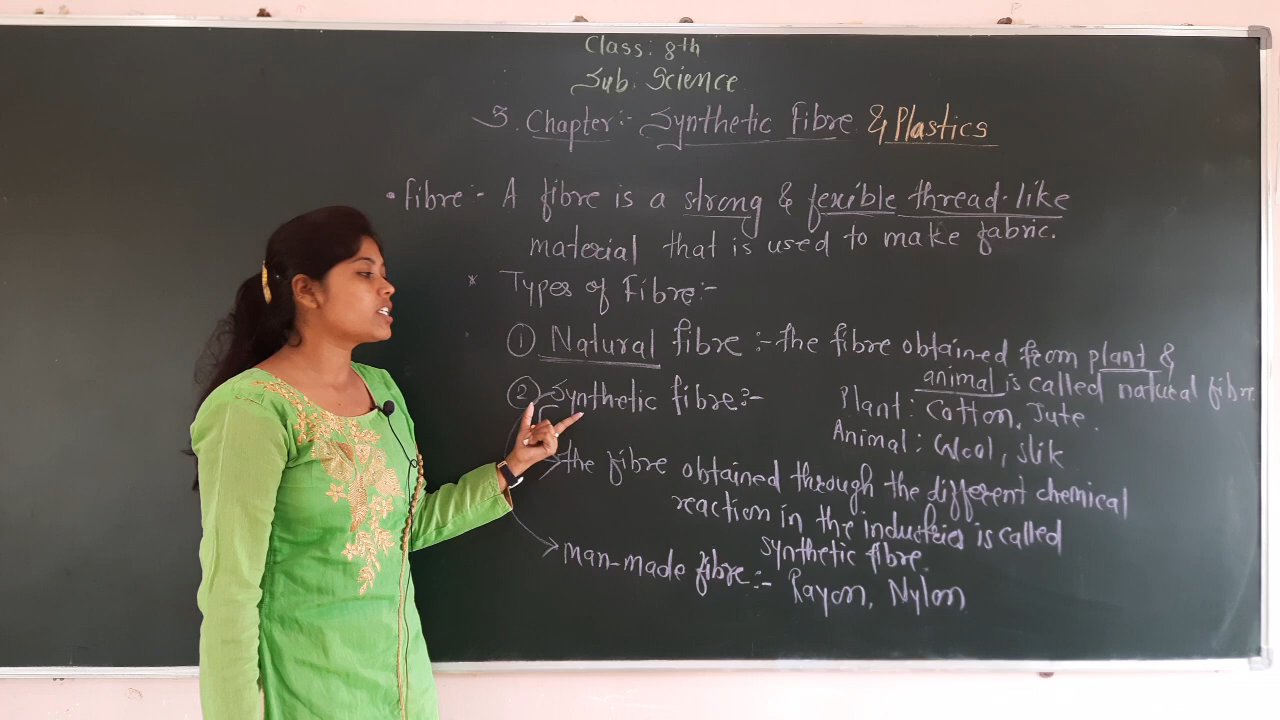 Class: 8th
Sub: Science
3. Chapter:- Synthetic Fibre & Plastics
• Fibre:- A fibre is a strong & fexible thread-like
material that is used to make fabric.
* Types of Fibre:-
① Natural fibre:- the fibre obtained from plant &
animal is called natural fibre.
② Synthetic fibre:-
Plant: Cotton, Jute.
Animal: Wool, slik
the fibre obtained through the different chemical
reaction in the industries is called
synthetic fibre.
man-made fibre:- Rayon, Nylon